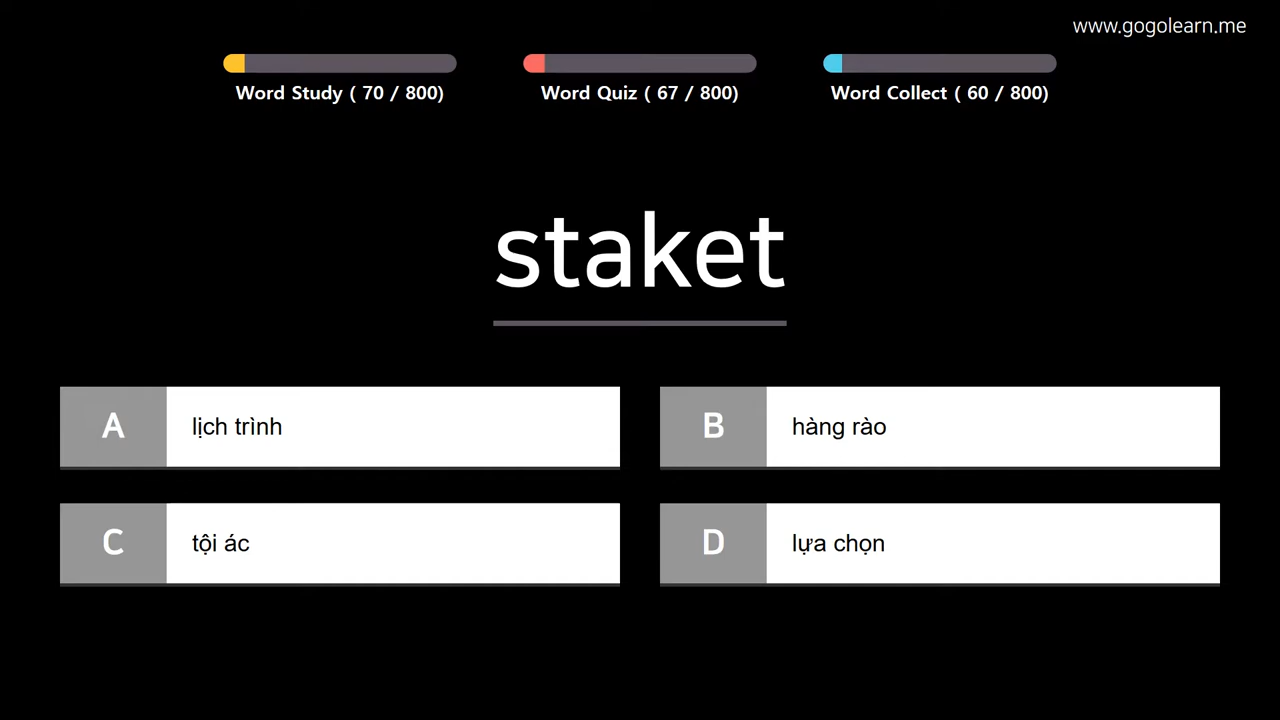 www.gogolearn.me
Word Study ( 70 / 800)
Word Quiz ( 67 / 800)
Word Collect ( 60 / 800)
staket
A lịch trình
B hàng rào
C tội ác
D lựa chọn